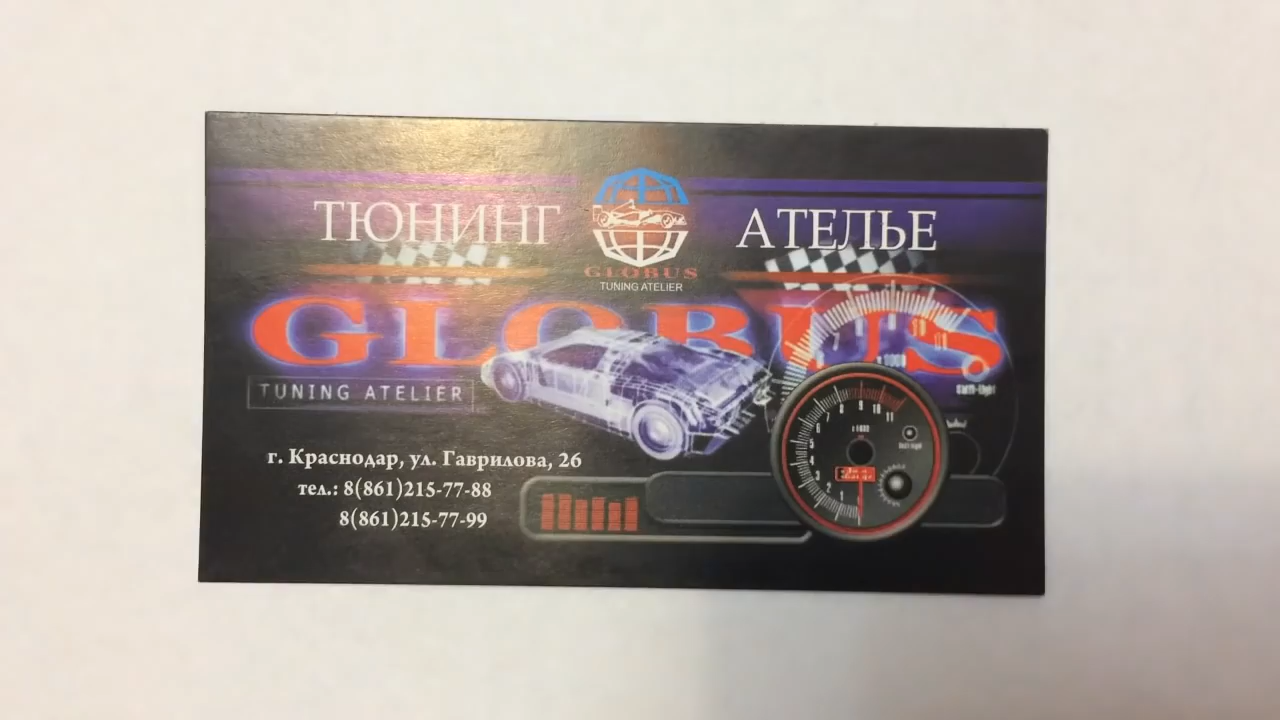 ТЮНИНГ АТЕЛЬЕ
GLOBUS
TUNING ATELIER
GLOBUS
TUNING ATELIER
г. Краснодар, ул. Гаврилова, 26
тел.: 8(861)215-77-88
8(861)215-77-99